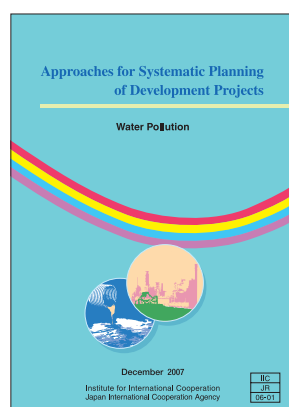 Approaches for Systematic Planning
of Development Projects
Water Pollution
December 2007
Institute for International Cooperation
Japan International Cooperation Agency
IIC
JR
06-01